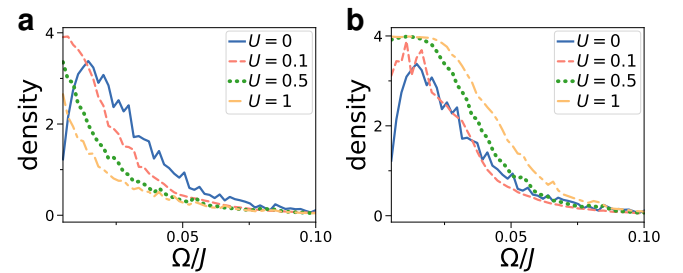 a
density
4
2
0
0.05
0.10
Ω/J
U = 0
U = 0.1
U = 0.5
U = 1
b
density
4
2
0
0.05
0.10
Ω/J
U = 0
U = 0.1
U = 0.5
U = 1